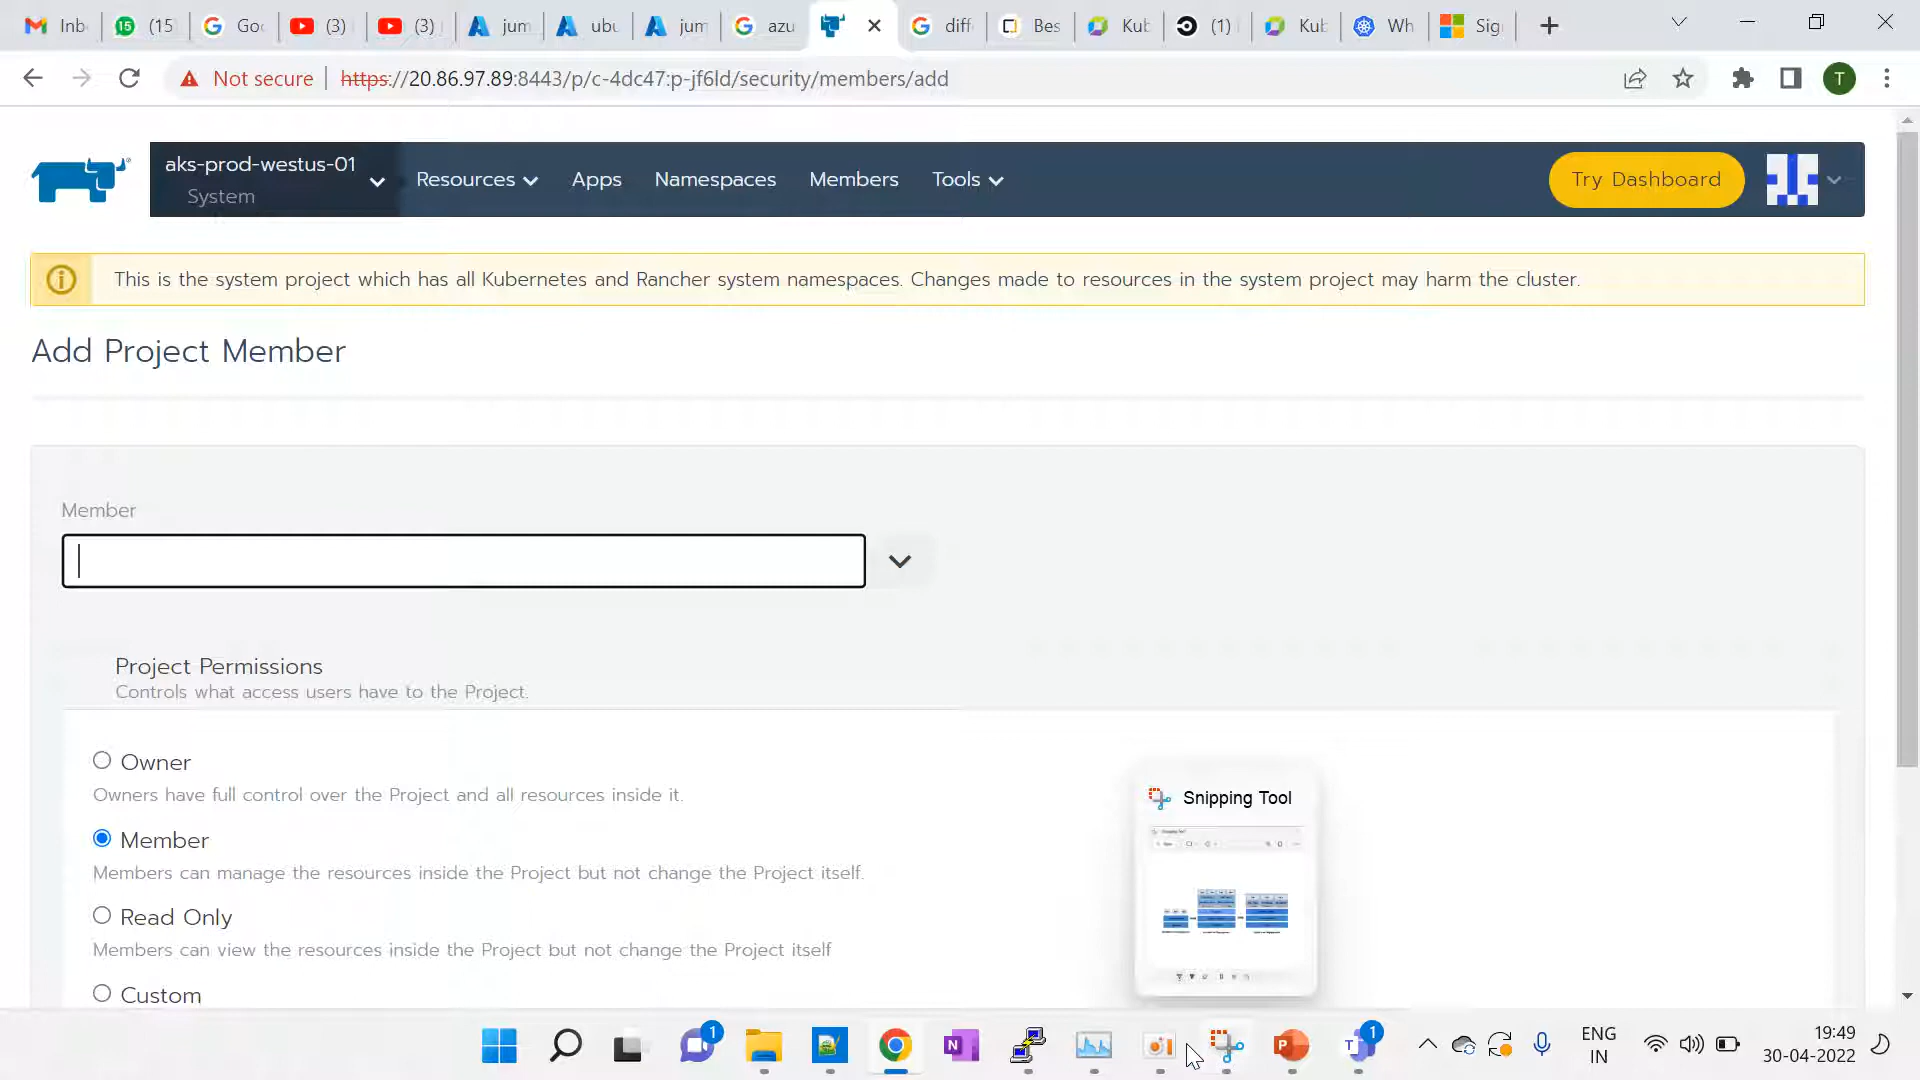 Inb
(15
Goc
(3)
(3)
jum
ubu
jum
azu
diff
Bes
Kub
(1)
Kub
Wh
Sig
Not secure
https://20.86.97.89:8443/p/c-4dc47:p-jf6ld/security/members/add
T
aks-prod-westus-01
System
Resources
Apps
Namespaces
Members
Tools
Try Dashboard
This is the system project which has all Kubernetes and Rancher system namespaces. Changes made to resources in the system project may harm the cluster.
Add Project Member
Member
Project Permissions
Controls what access users have to the Project.
Owner
Owners have full control over the Project and all resources inside it.
Member
Members can manage the resources inside the Project but not change the Project itself.
Read Only
Members can view the resources inside the Project but not change the Project itself
Custom
Snipping Tool
1
1
ENG
IN
19:49
30-04-2022